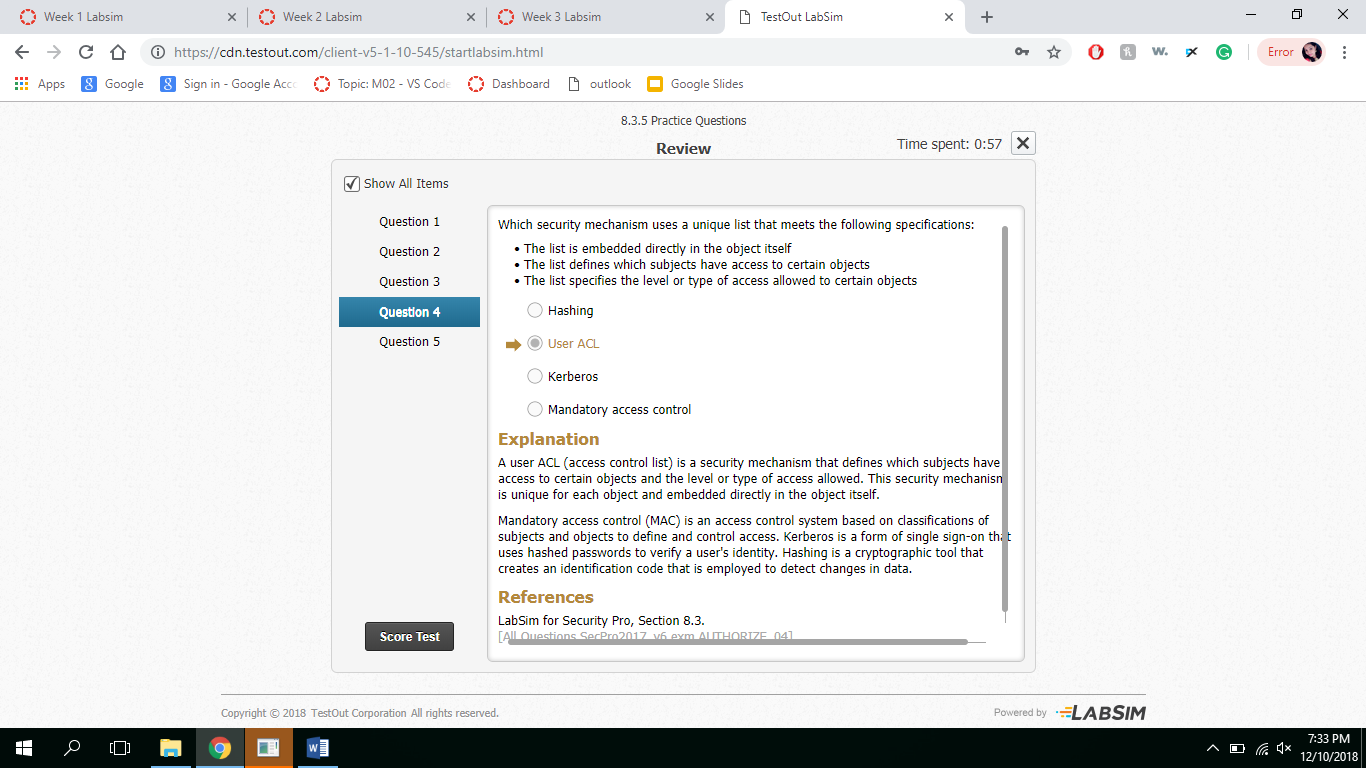 Week 1 Labsim
Week 2 Labsim
Week 3 Labsim
TestOut LabSim
https://cdn.testout.com/client-v5-1-10-545/startlabsim.html
Error
Apps
Google
Sign in - Google Acco
Topic: M02 - VS Code
Dashboard
outlook
Google Slides
8.3.5 Practice Questions
Review
Time spent: 0:57
Show All Items
Question 1
Question 2
Question 3
Question 4
Question 5
Score Test
Which security mechanism uses a unique list that meets the following specifications:
• The list is embedded directly in the object itself
• The list defines which subjects have access to certain objects
• The list specifies the level or type of access allowed to certain objects
Hashing
User ACL
Kerberos
Mandatory access control
Explanation
A user ACL (access control list) is a security mechanism that defines which subjects have
access to certain objects and the level or type of access allowed. This security mechanism
is unique for each object and embedded directly in the object itself.
Mandatory access control (MAC) is an access control system based on classifications of
subjects and objects to define and control access. Kerberos is a form of single sign-on that
uses hashed passwords to verify a user's identity. Hashing is a cryptographic tool that
creates an identification code that is employed to detect changes in data.
References
LabSim for Security Pro, Section 8.3.
[All Questions SecPro2017_v6.exm AUTHORIZE_04]
Copyright © 2018 TestOut Corporation All rights reserved.
Powered by LABSIM
7:33 PM
12/10/2018